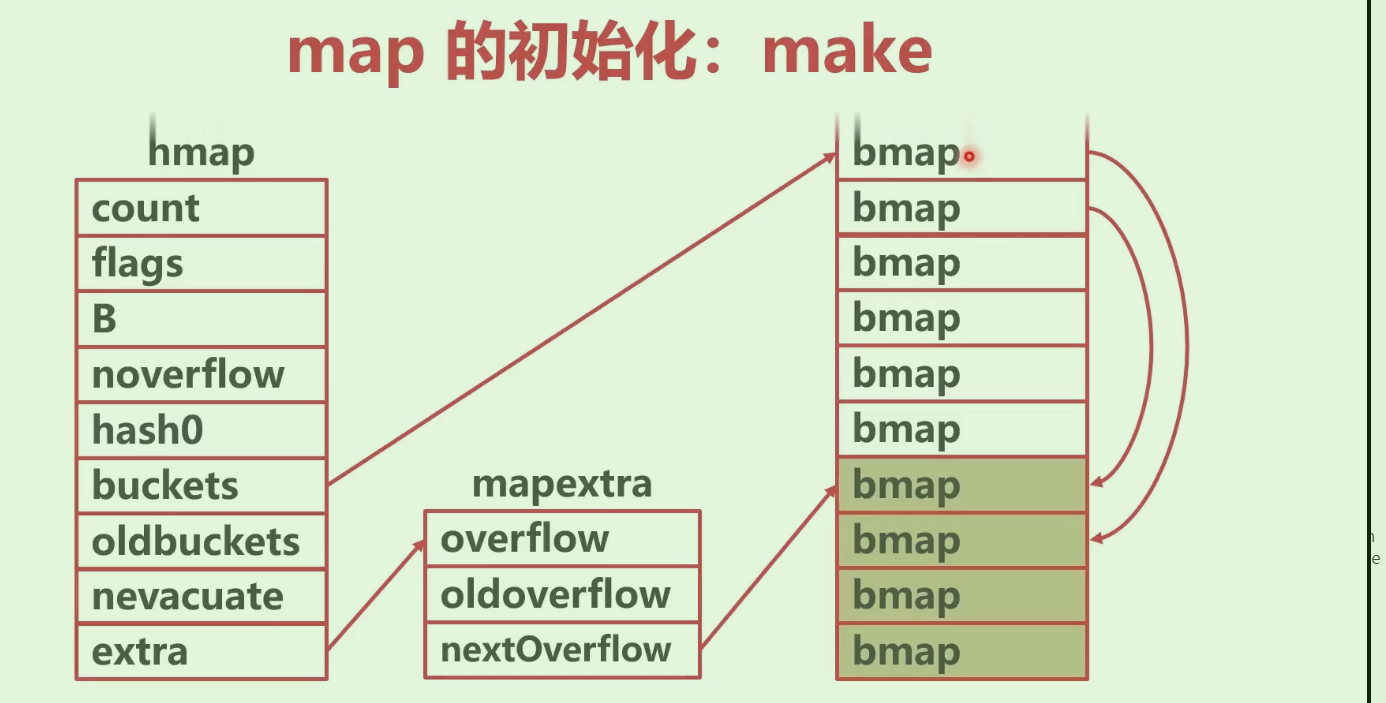 map 的初始化：make
hmap
count
flags
B
noverflow
hash0
buckets
oldbuckets
nevacuate
extra
mapextra
overflow
oldoverflow
nextOverflow
bmap
bmap
bmap
bmap
bmap
bmap
bmap
bmap
bmap
bmap